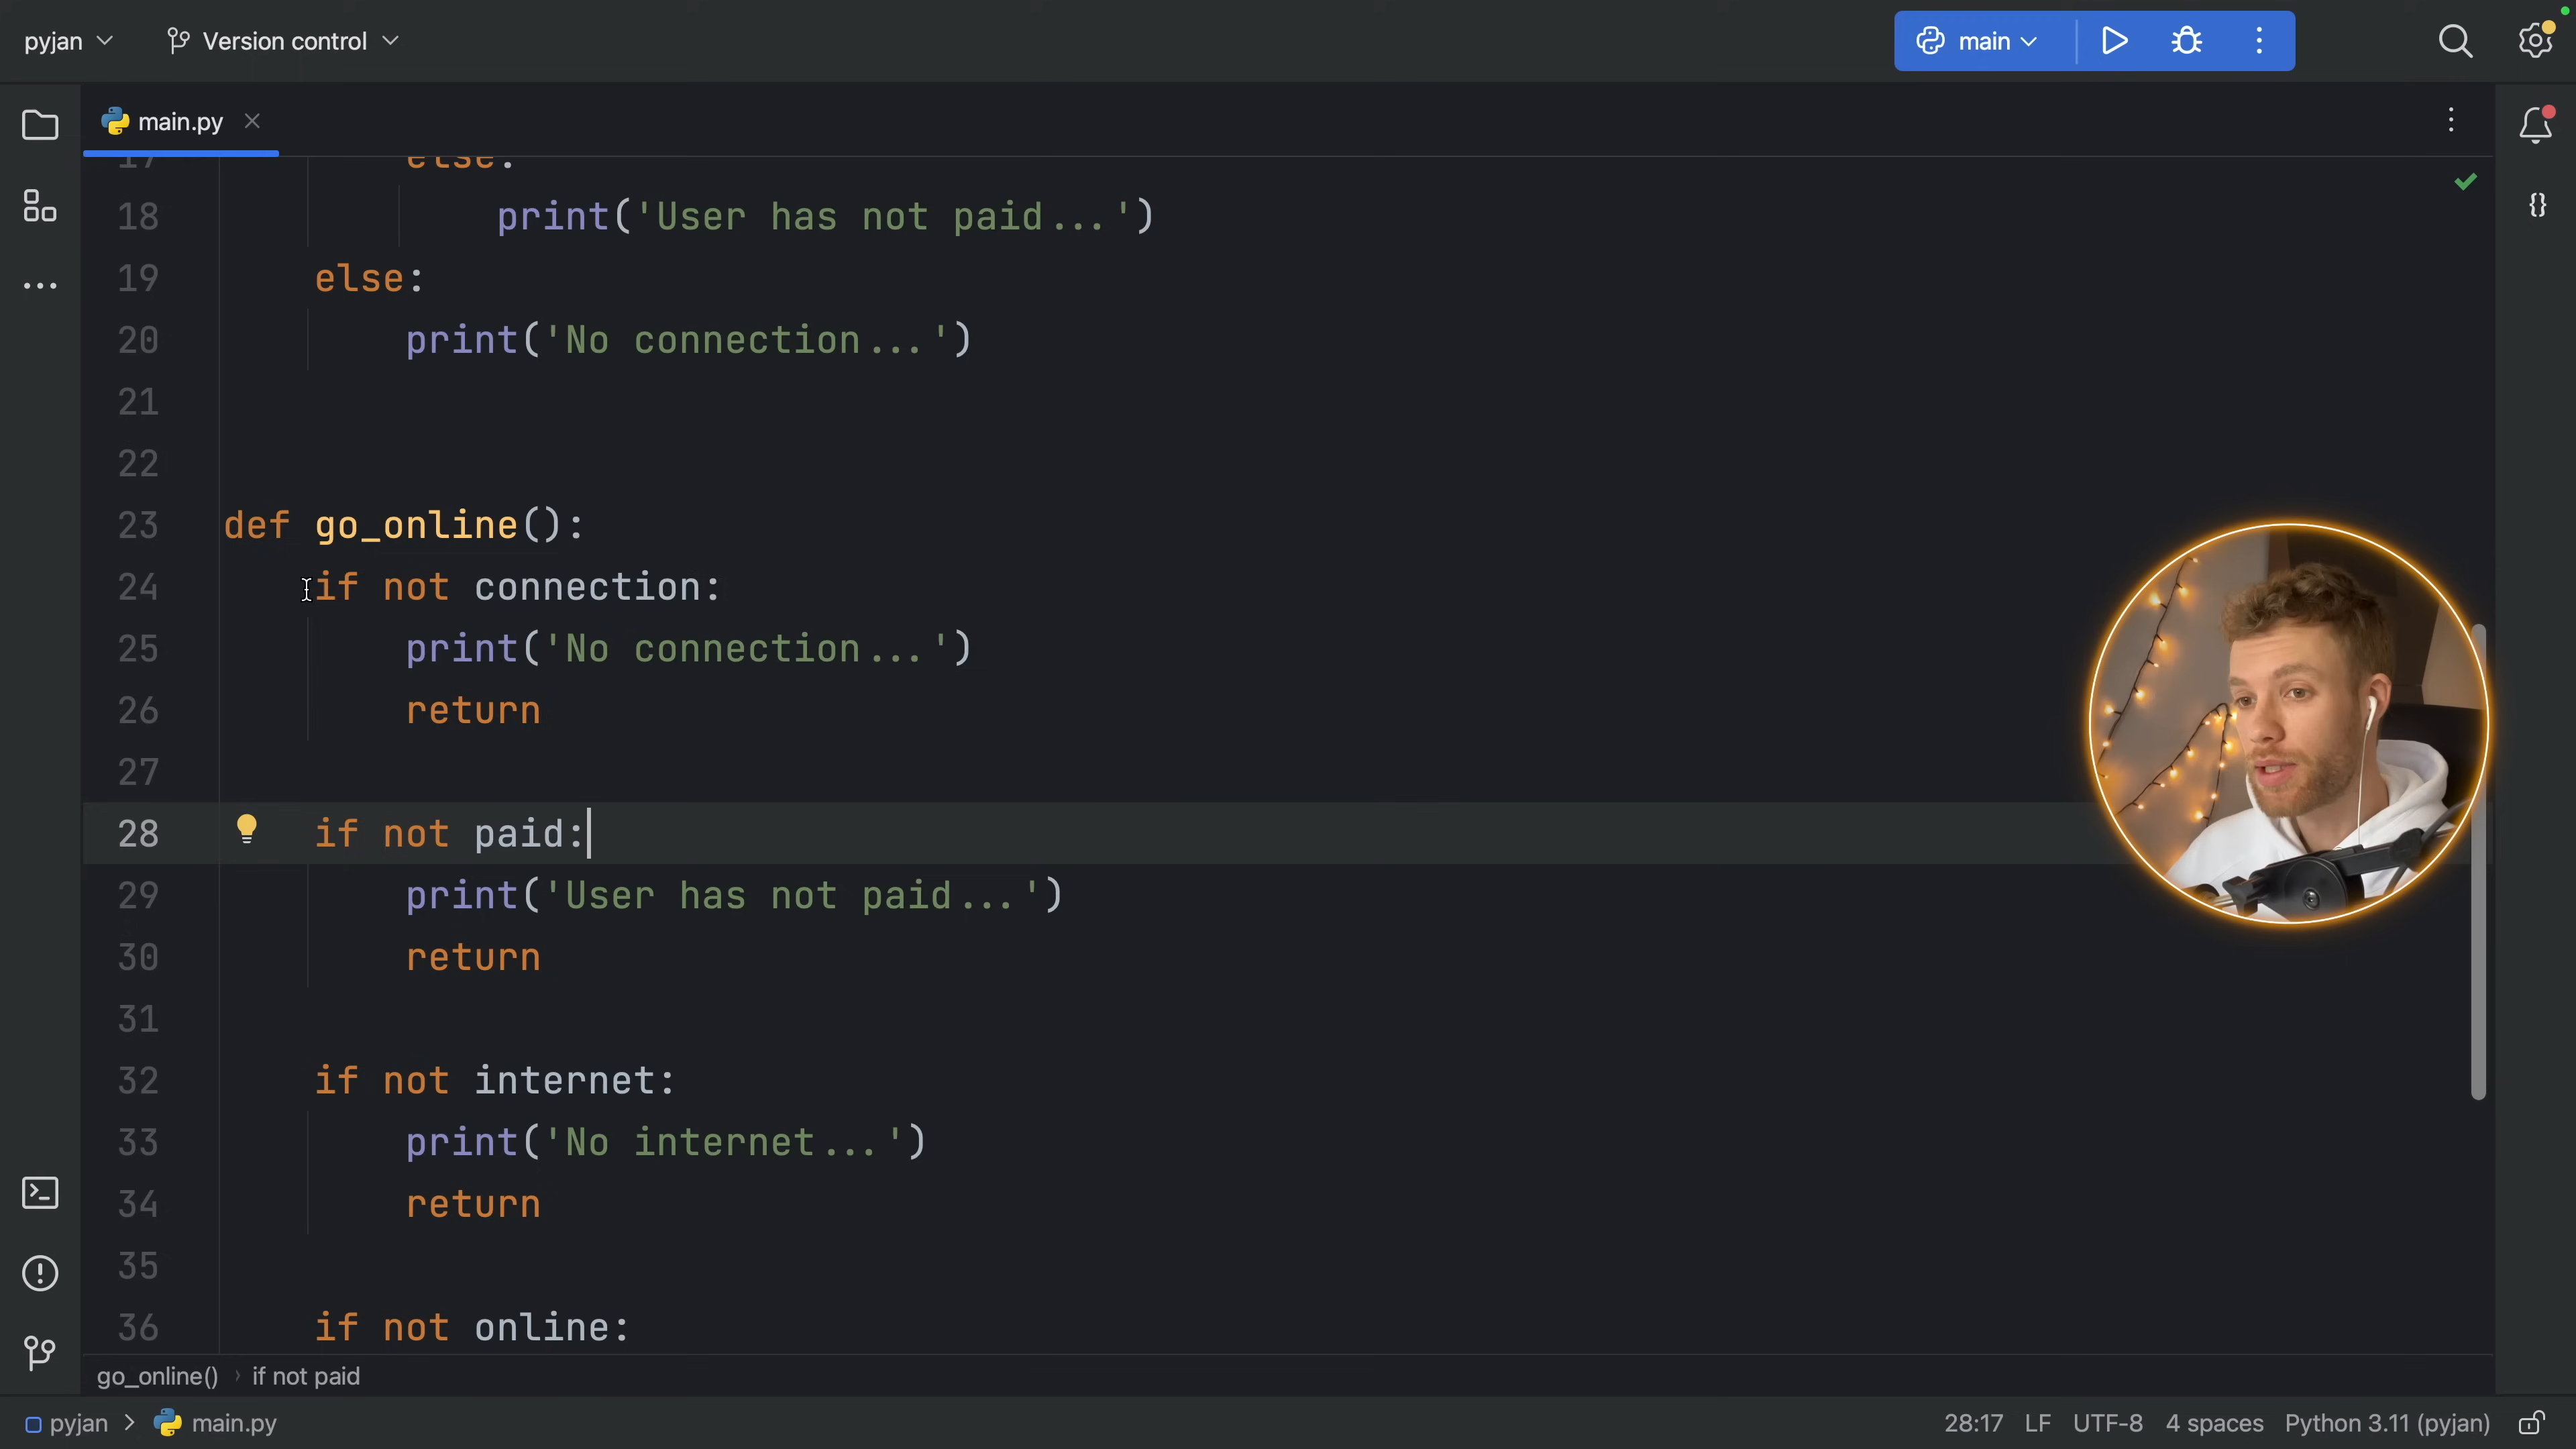 pyjan
Version control
main
main.py
17 else:
18 print('User has not paid...')
19 else:
20 print('No connection...')
21
22
23 def go_online():
24 if not connection:
25 print('No connection...')
26 return
27
28 if not paid:
29 print('User has not paid...')
30 return
31
32 if not internet:
33 print('No internet...')
34 return
35
36 if not online:
go_online() › if not paid
pyjan > main.py
28:17 LF UTF-8 4 spaces Python 3.11 (pyjan)